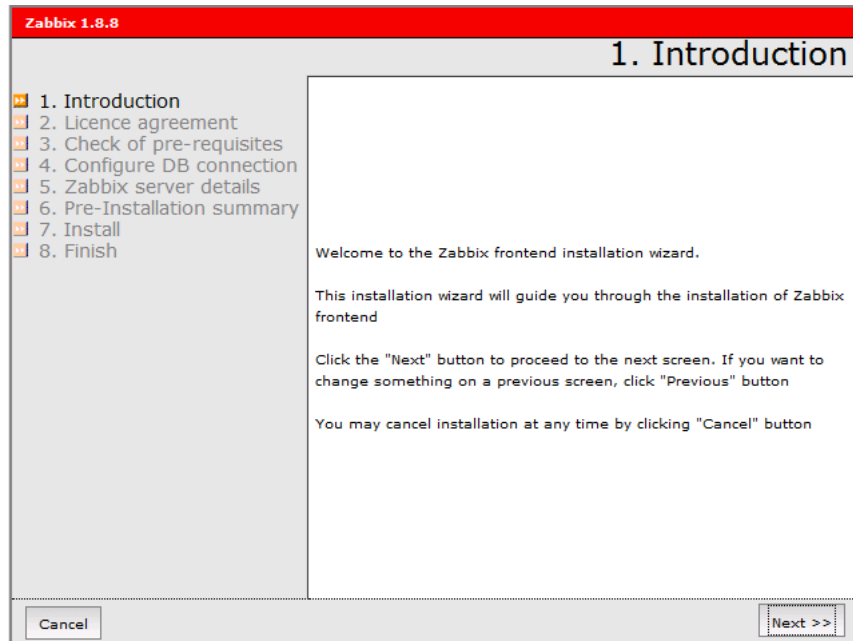 Zabbix 1.8.8
1. Introduction
1. Introduction
2. Licence agreement
3. Check of pre-requisites
4. Configure DB connection
5. Zabbix server details
6. Pre-Installation summary
7. Install
8. Finish
Welcome to the Zabbix frontend installation wizard.
This installation wizard will guide you through the installation of Zabbix
frontend
Click the "Next" button to proceed to the next screen. If you want to
change something on a previous screen, click "Previous" button
You may cancel installation at any time by clicking "Cancel" button
Cancel
Next >>